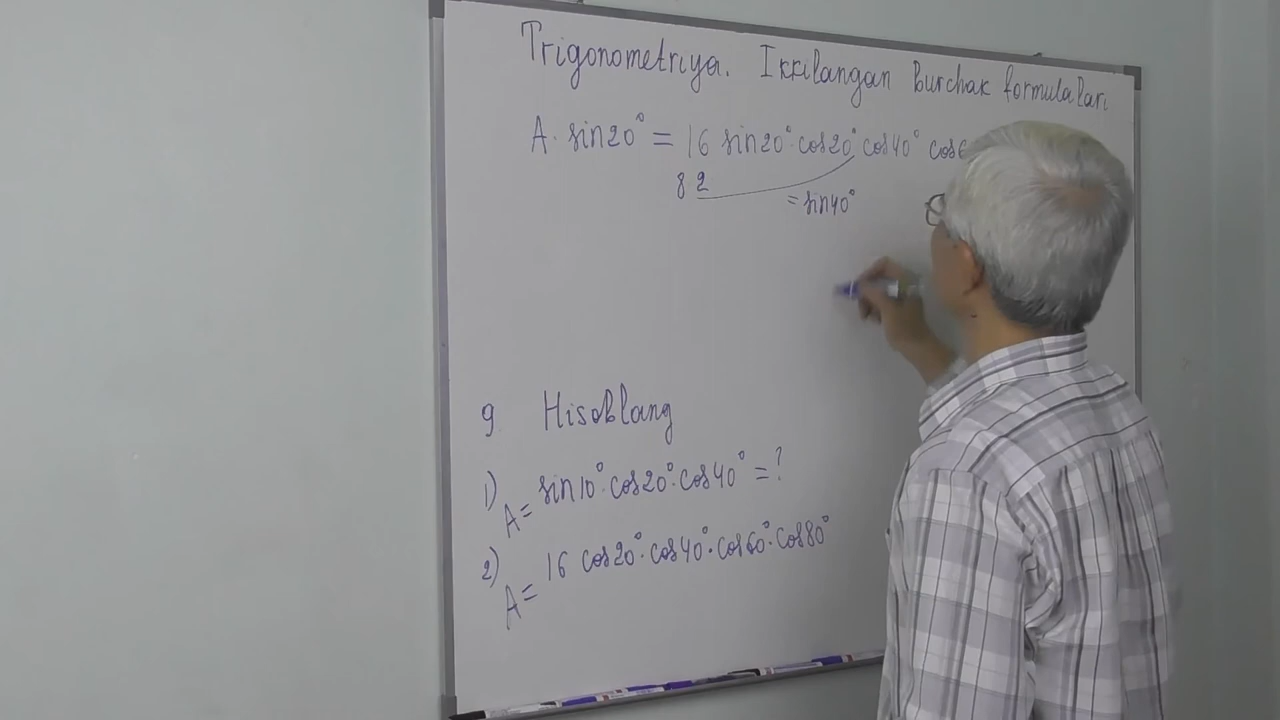 Trigonometriya. Ikkilangan burchak formulalari
A · sin20° = 16 sin20° · cos20° cos40° cos6
8 2
= sin40°
9. Hisoblang
1) A = sin10° · cos20° · cos40° = ?
2) A = 16 cos20° · cos40° · cos60° · cos80°